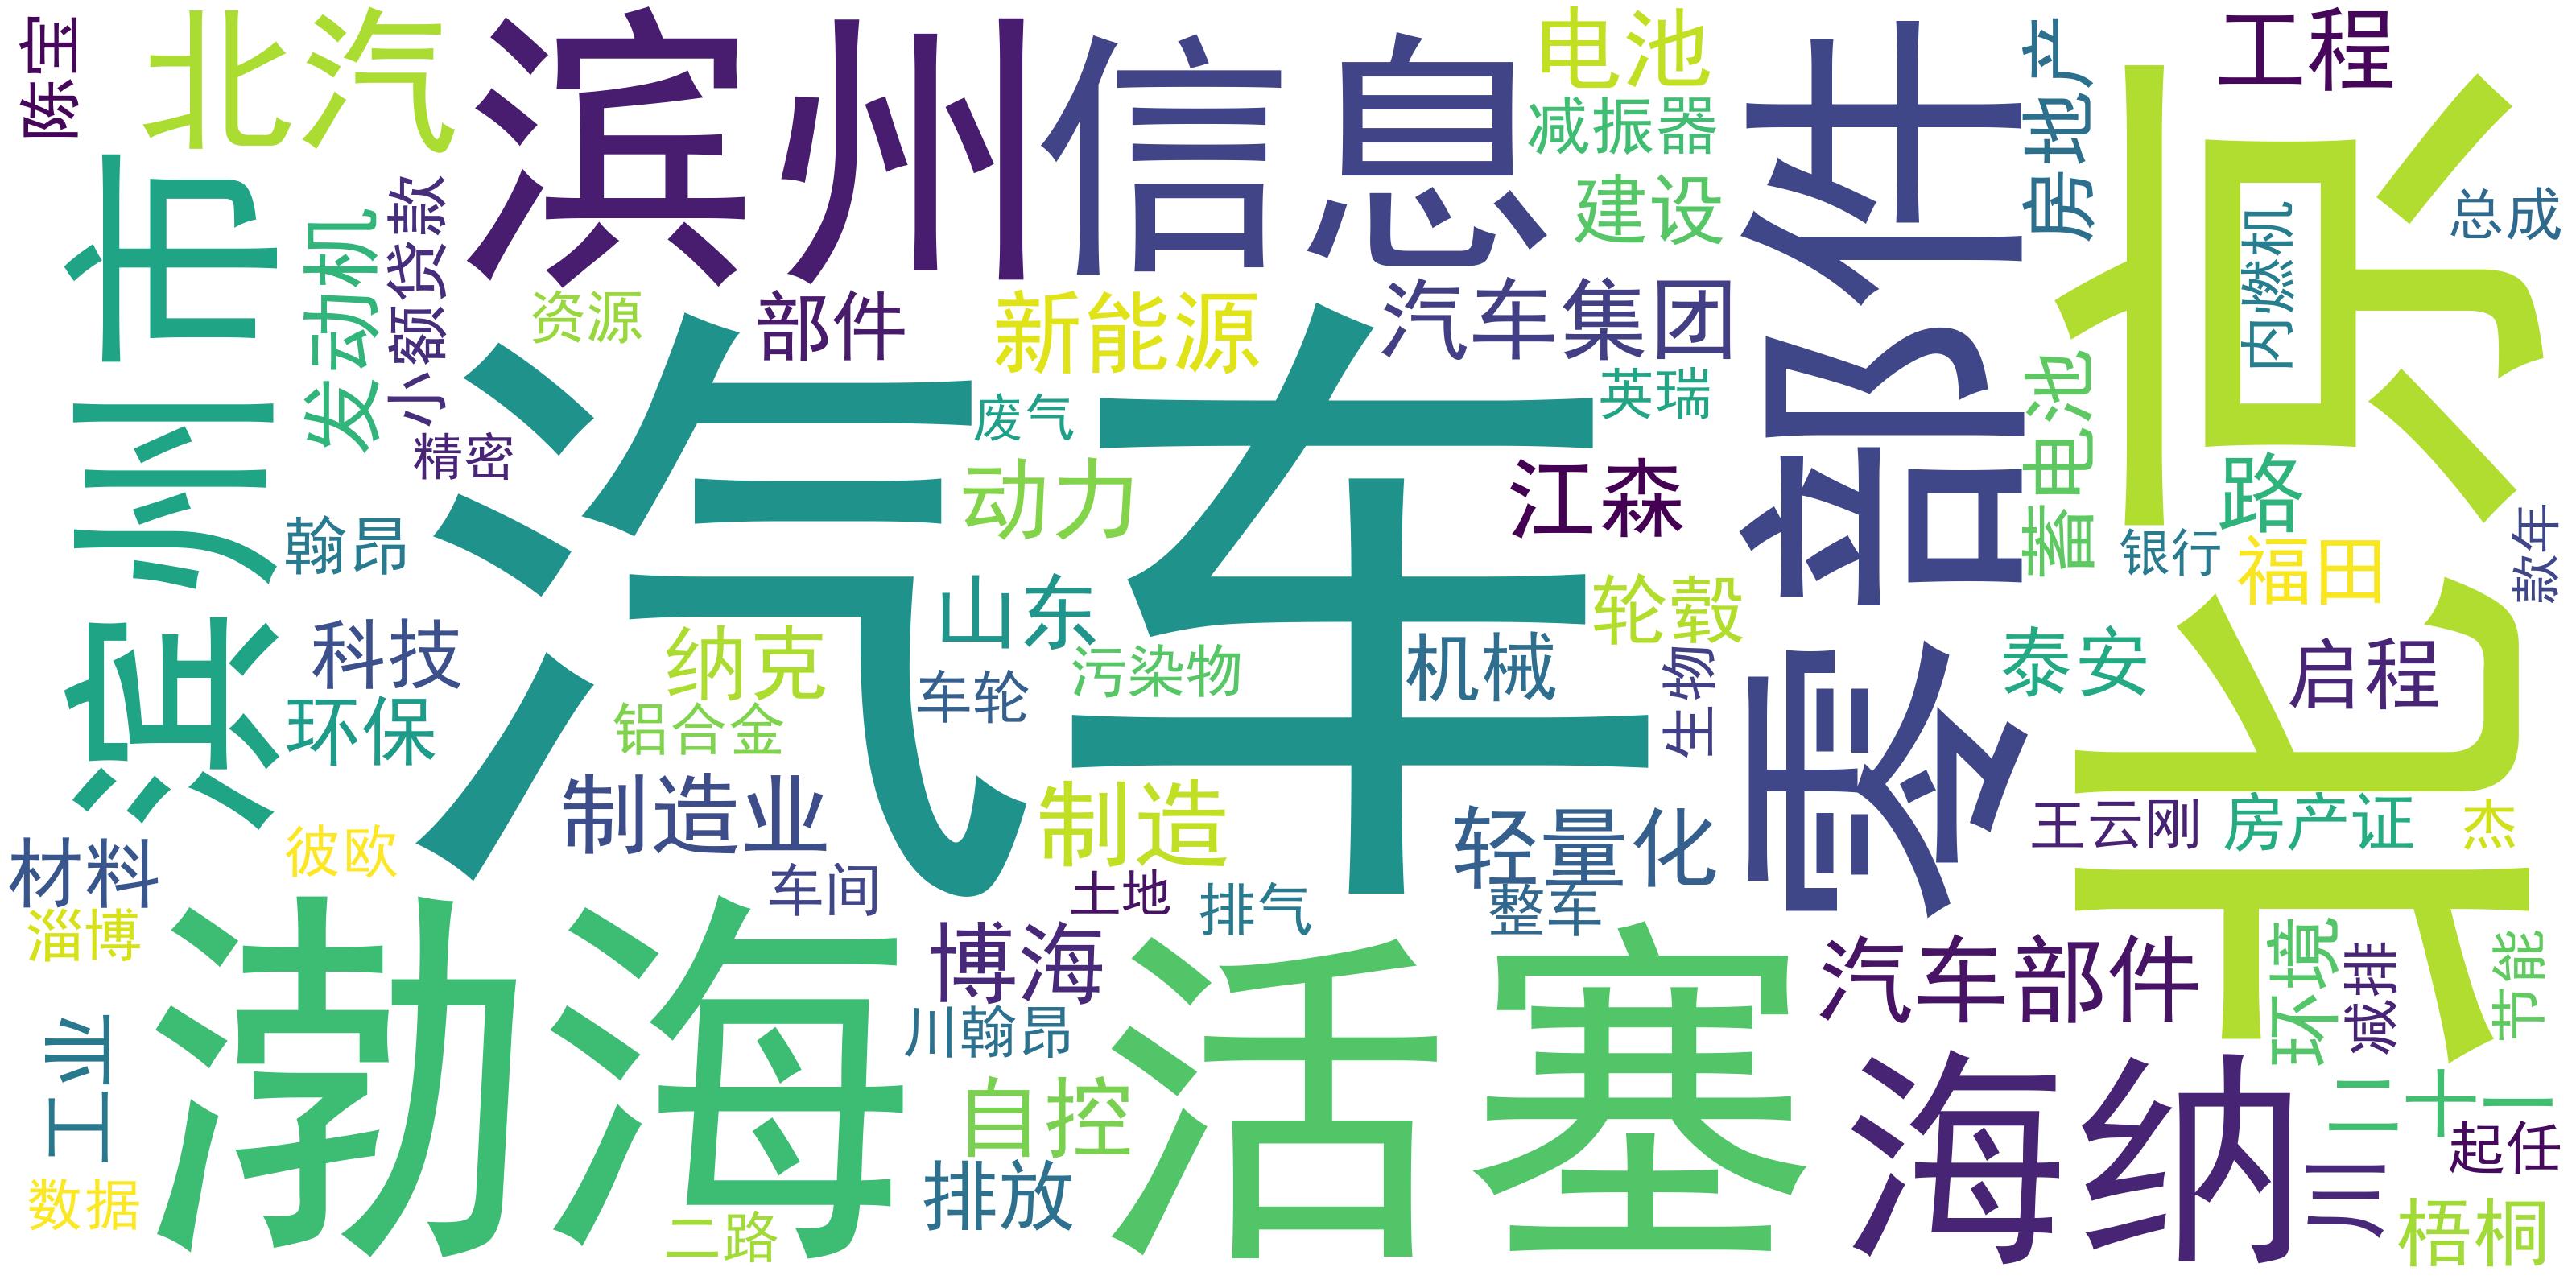 陈宝
北汽
滨州
信息
电池
减振器
建设
零部件
房地产
北京
工程
总成
内燃机
滨州市
发动机
小额贷款
精密
资源
部件
新能源
汽车集团
汽车
废气
英瑞
动力
江森
蓄电池
路
银行
福田
款年
翰昂
山东
轮毂
科技
纳克
车轮
污染物
机械
生物
泰安
启程
环保
铝合金
制造业
制造
轻量化
王云刚
房产证
杰
材料
彼欧
车间
土地
排气
整车
淄博
渤海
博海
活塞
汽车部件
环境
减排
节能
川翰昂
工业
自控
海纳
二十一
起任
川
数据
二路
排放
梧桐